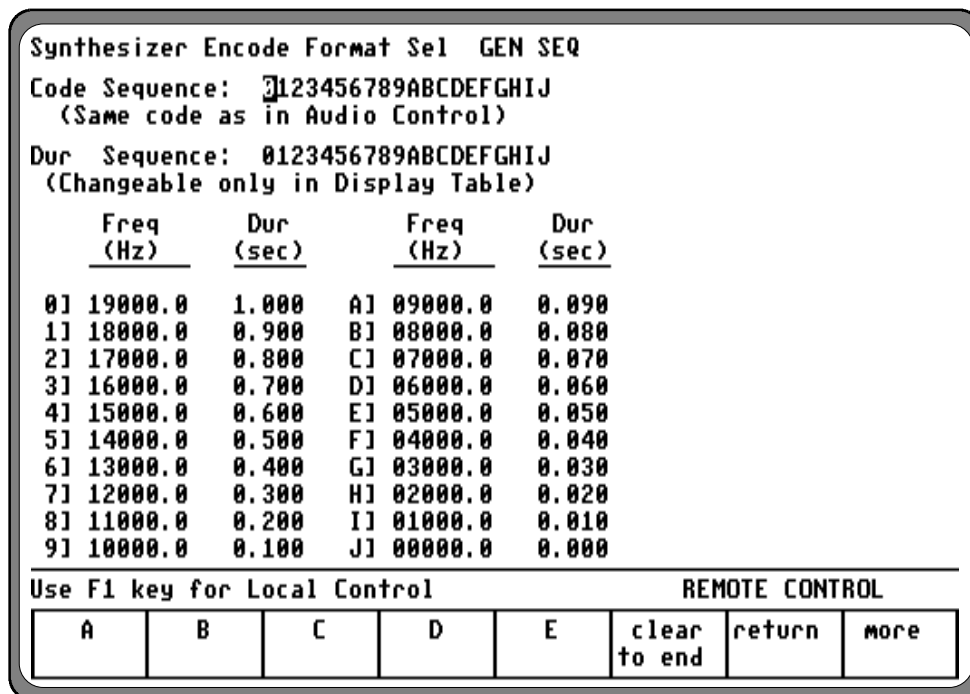 Synthesizer Encode Format Sel GEN SEQ
Code Sequence: 0123456789ABCDEFGHIJ
(Same code as in Audio Control)
Dur Sequence: 0123456789ABCDEFGHIJ
(Changeable only in Display Table)
Freq Dur Freq Dur
(Hz) (sec) (Hz) (sec)
0] 19000.0 1.000 A] 09000.0 0.090
1] 18000.0 0.900 B] 08000.0 0.080
2] 17000.0 0.800 C] 07000.0 0.070
3] 16000.0 0.700 D] 06000.0 0.060
4] 15000.0 0.600 E] 05000.0 0.050
5] 14000.0 0.500 F] 04000.0 0.040
6] 13000.0 0.400 G] 03000.0 0.030
7] 12000.0 0.300 H] 02000.0 0.020
8] 11000.0 0.200 I] 01000.0 0.010
9] 10000.0 0.100 J] 00000.0 0.000
Use F1 key for Local Control REMOTE CONTROL
A B C D E clear return more
to end